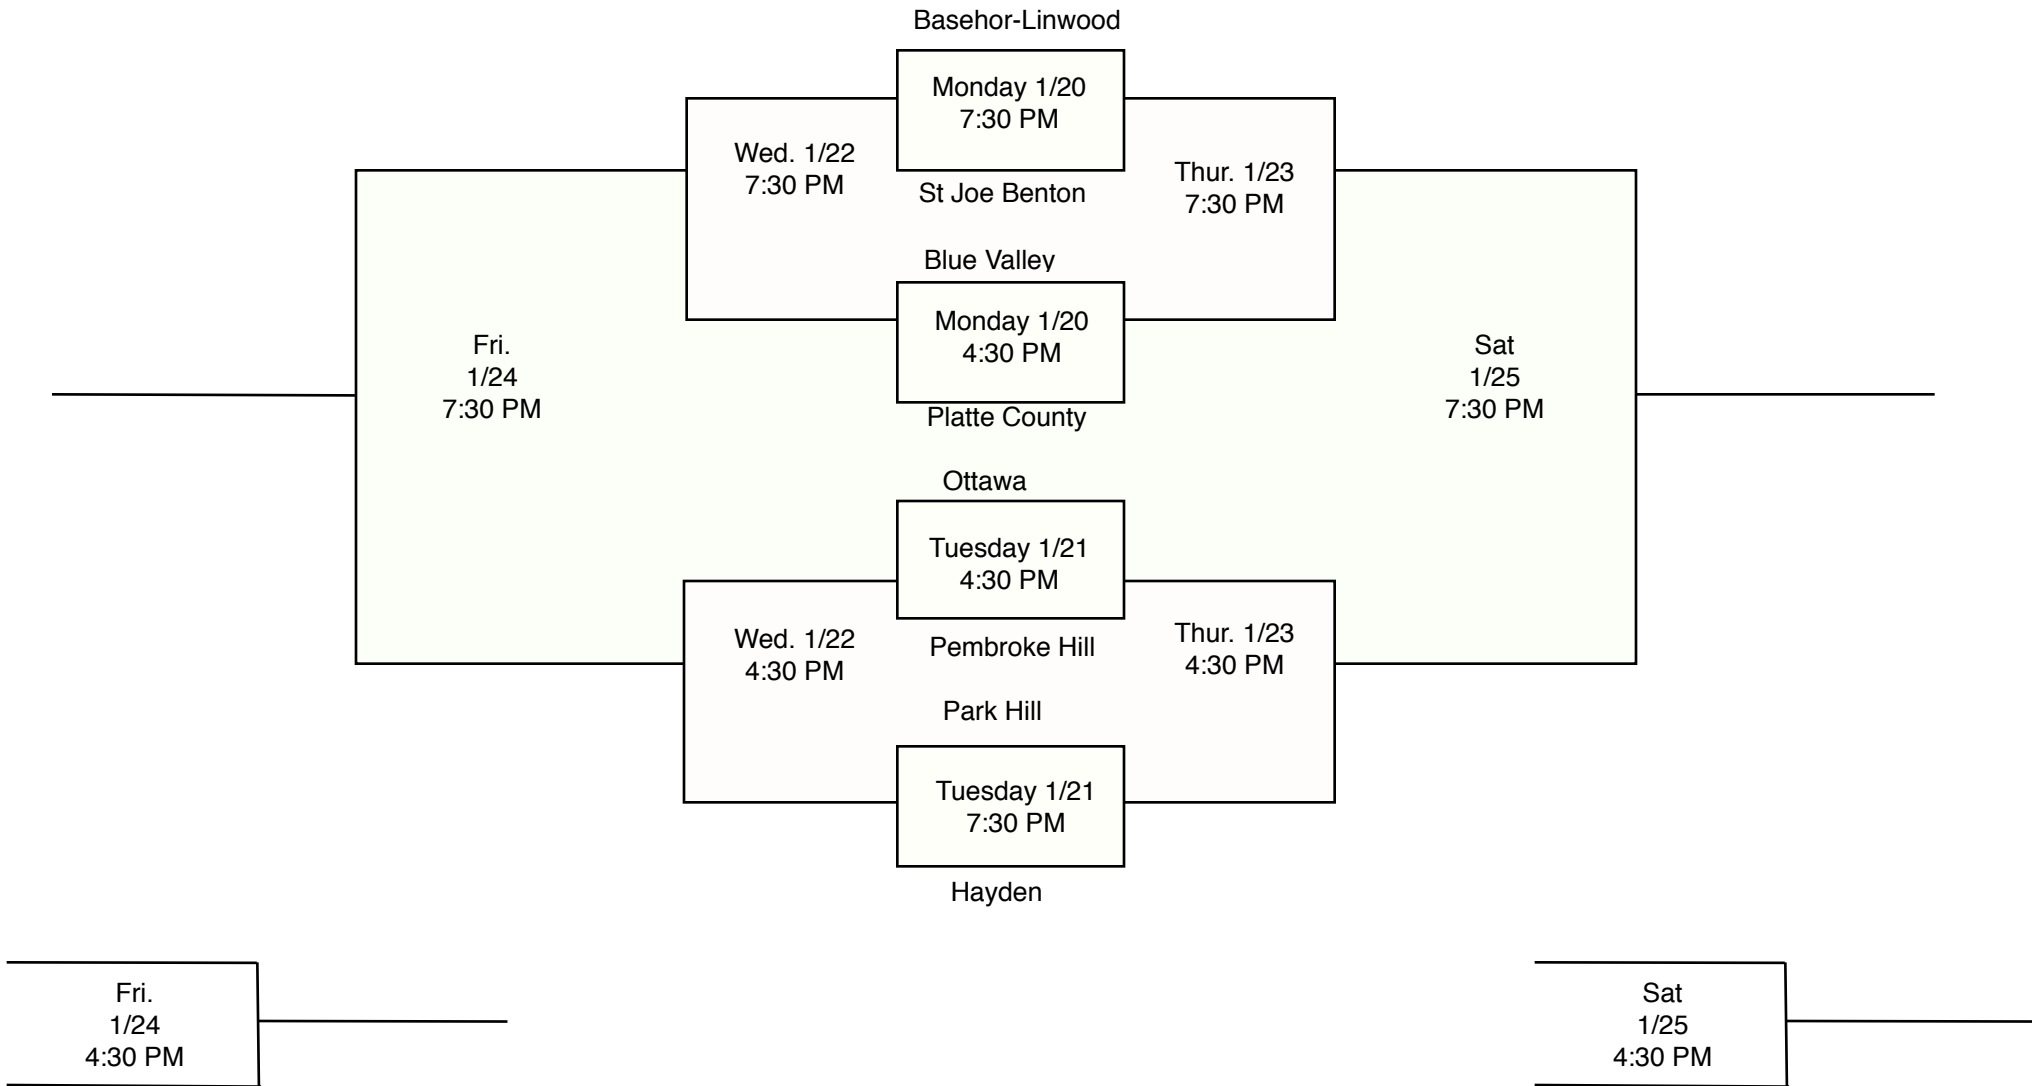 Basehor-Linwood
Monday 1/20
7:30 PM
Wed. 1/22
7:30 PM
St Joe Benton
Thur. 1/23
7:30 PM
Blue Valley
Monday 1/20
4:30 PM
Platte County
Fri.
1/24
7:30 PM
Sat
1/25
7:30 PM
Ottawa
Tuesday 1/21
4:30 PM
Pembroke Hill
Wed. 1/22
4:30 PM
Thur. 1/23
4:30 PM
Park Hill
Tuesday 1/21
7:30 PM
Hayden
Fri.
1/24
4:30 PM
Sat
1/25
4:30 PM